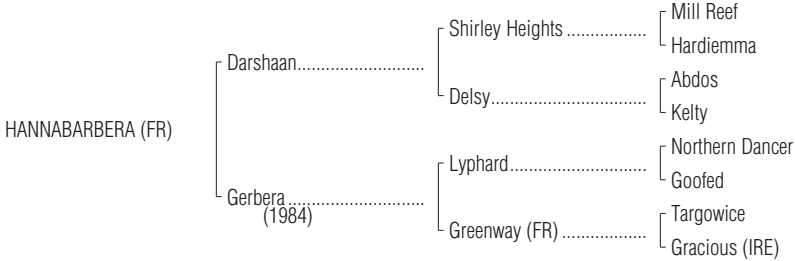 Mill Reef
Shirley Heights ................
Hardiemma
Darshaan.........................
Abdos
Delsy................................
Kelty
HANNABARBERA (FR)
Northern Dancer
Lyphard............................
Goofed
Gerbera ...........................
(1984)
Targowice
Greenway (FR) .................
Gracious (IRE)